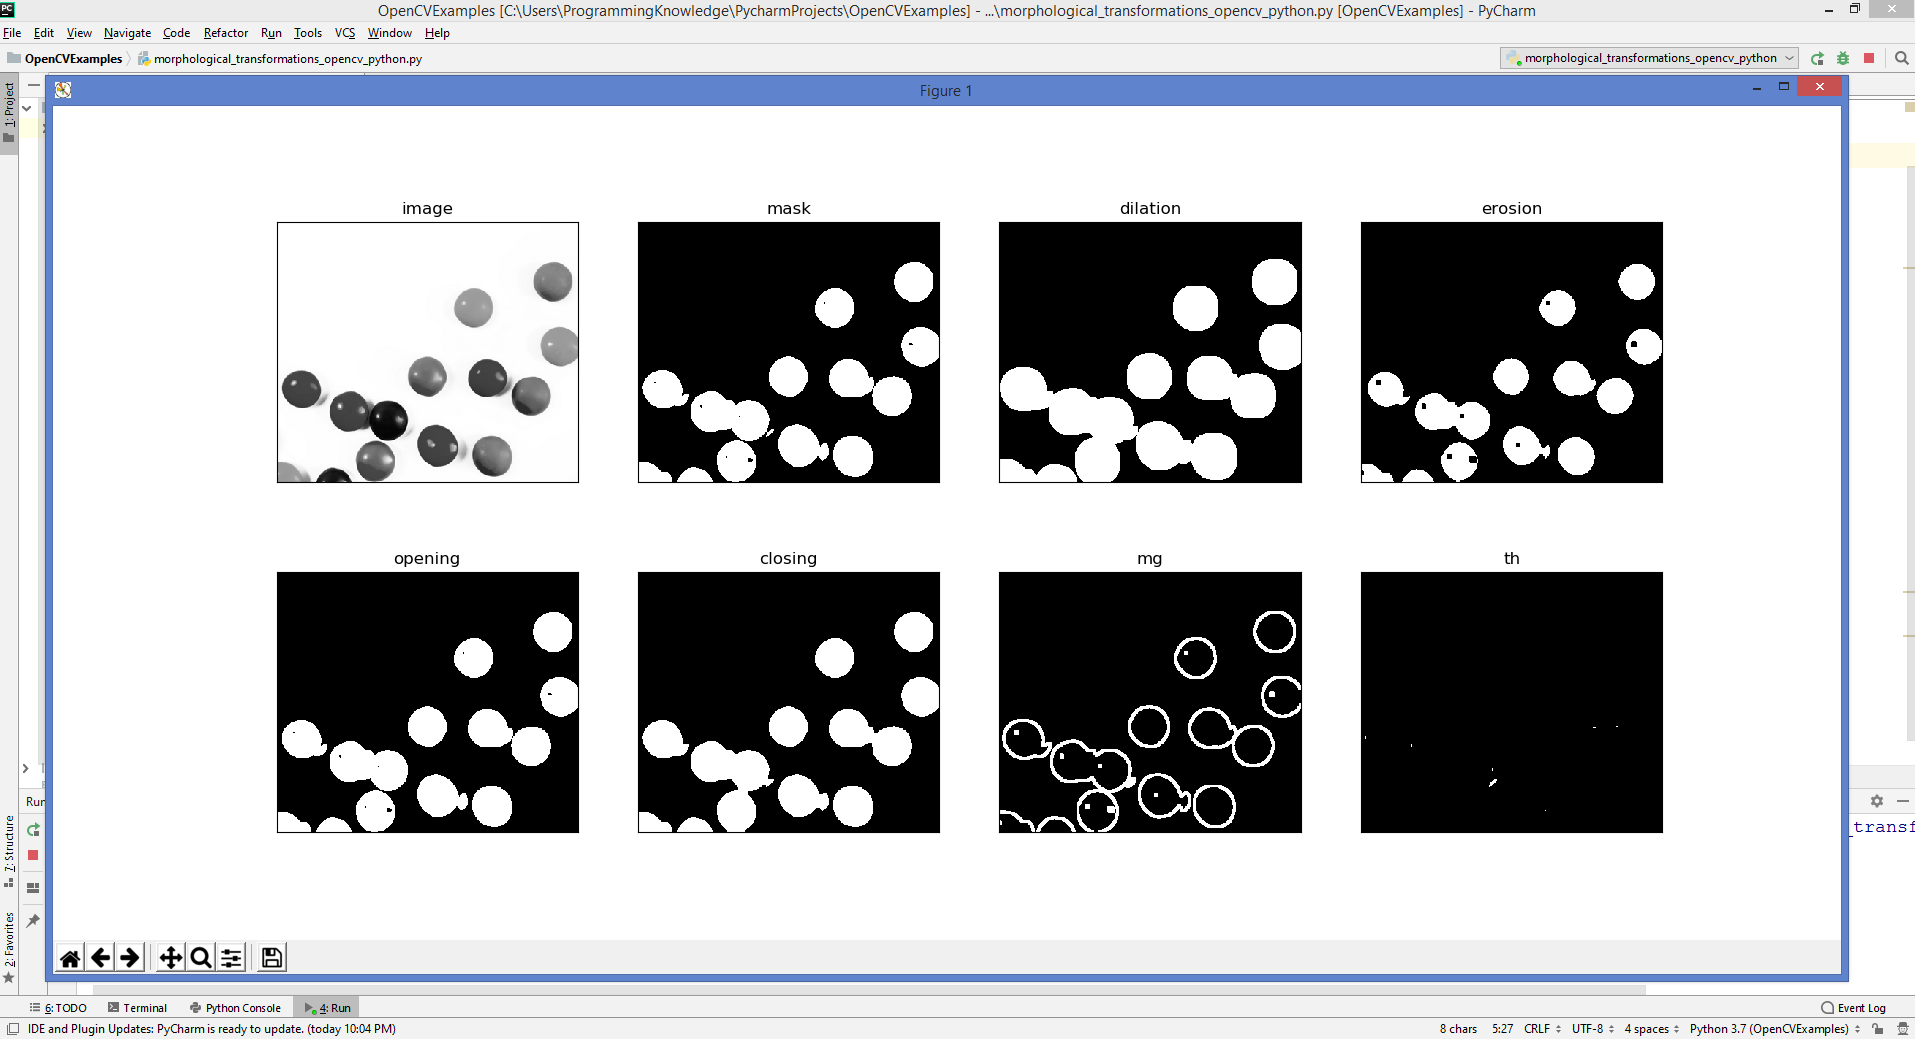 PC
OpenCVExamples [C:\Users\ProgrammingKnowledge\PycharmProjects\OpenCVExamples] - ...\morphological_transformations_opencv_python.py [OpenCVExamples] - PyCharm
File Edit View Navigate Code Refactor Run Tools VCS Window Help
OpenCVExamples morphological_transformations_opencv_python.py
morphological_transformations_opencv_python
1: Project
Figure 1
image mask dilation erosion
opening closing mg th
Run
_transf
7: Structure
2: Favorites
6: TODO Terminal Python Console 4: Run Event Log
IDE and Plugin Updates: PyCharm is ready to update. (today 10:04 PM)
8 chars 5:27 CRLF UTF-8 4 spaces Python 3.7 (OpenCVExamples)